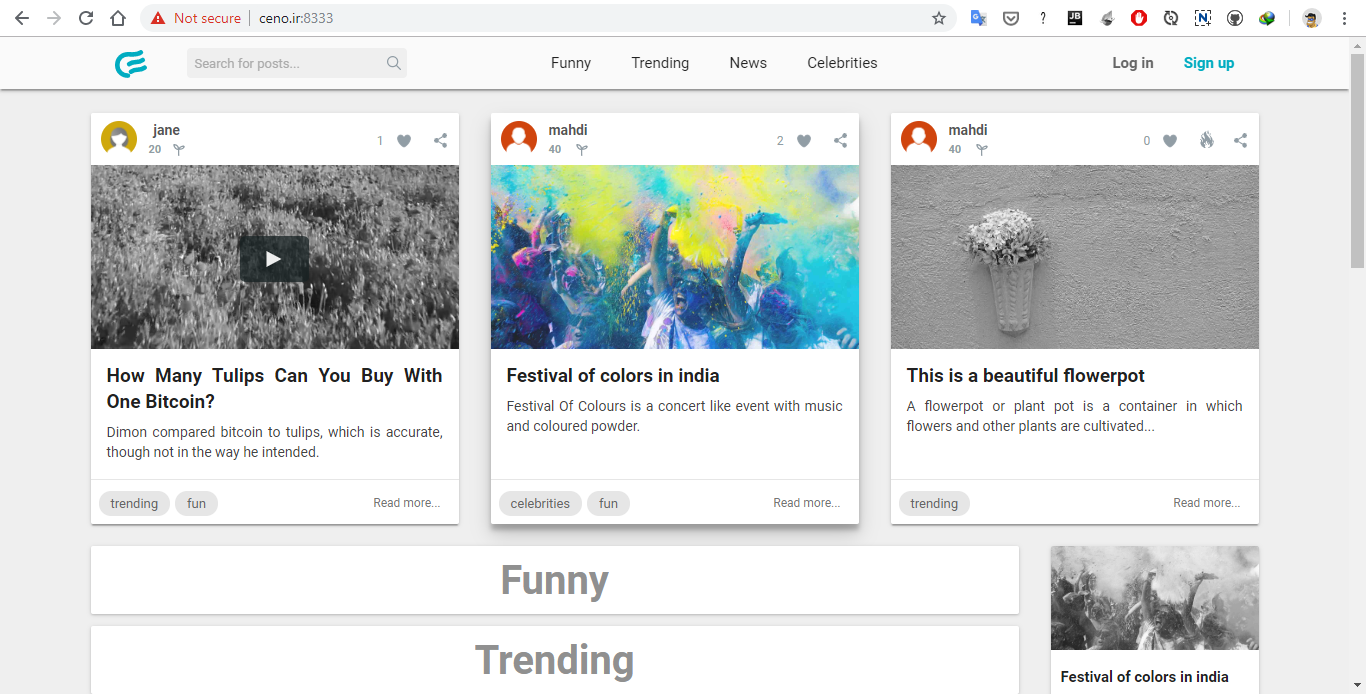 Not secure | ceno.ir:8333
Search for posts...
Funny
Trending
News
Celebrities
Log in
Sign up
jane
20
1
mahdi
40
2
mahdi
40
0
How Many Tulips Can You Buy With
One Bitcoin?
Dimon compared bitcoin to tulips, which is accurate,
though not in the way he intended.
trending
fun
Read more...
Festival of colors in india
Festival Of Colours is a concert like event with music
and coloured powder.
celebrities
fun
Read more...
This is a beautiful flowerpot
A flowerpot or plant pot is a container in which
flowers and other plants are cultivated...
trending
Read more...
Funny
Trending
Festival of colors in india